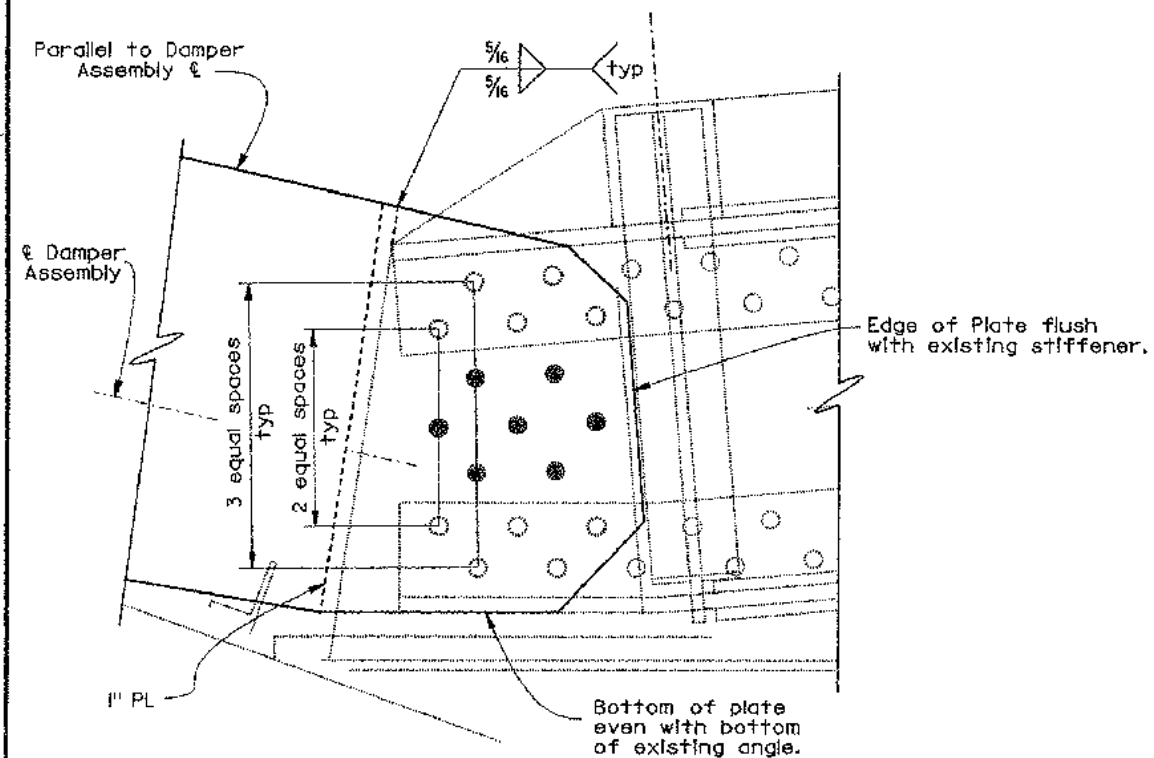 Parallel to Damper
Assembly ℄
5/16
5/16
typ
℄ Damper
Assembly
3 equal spaces
typ
2 equal spaces
typ
Edge of Plate flush
with existing stiffener.
1" PL
Bottom of plate
even with bottom
of existing angle.